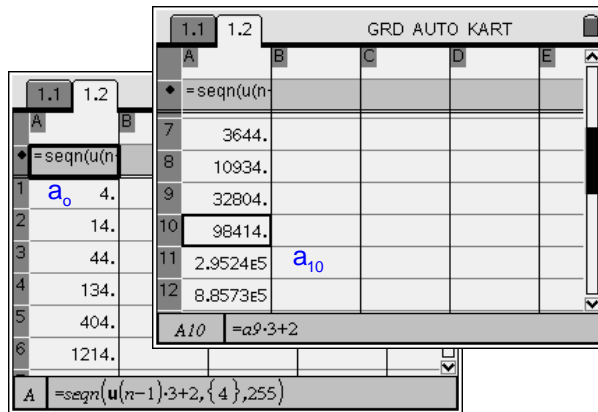 1.1 1.2 GRD AUTO KART
A B C D E
◆ =seqn(u(n-
7 3644.
8 10934.
9 32804.
10 98414.
11 2.9524E5 a10
12 8.8573E5
A10 =a9·3+2
1.1 1.2
A B
◆ =seqn(u(n-
1 ao 4.
2 14.
3 44.
4 134.
5 404.
6 1214.
A =seqn(u(n−1)·3+2,{4},255)